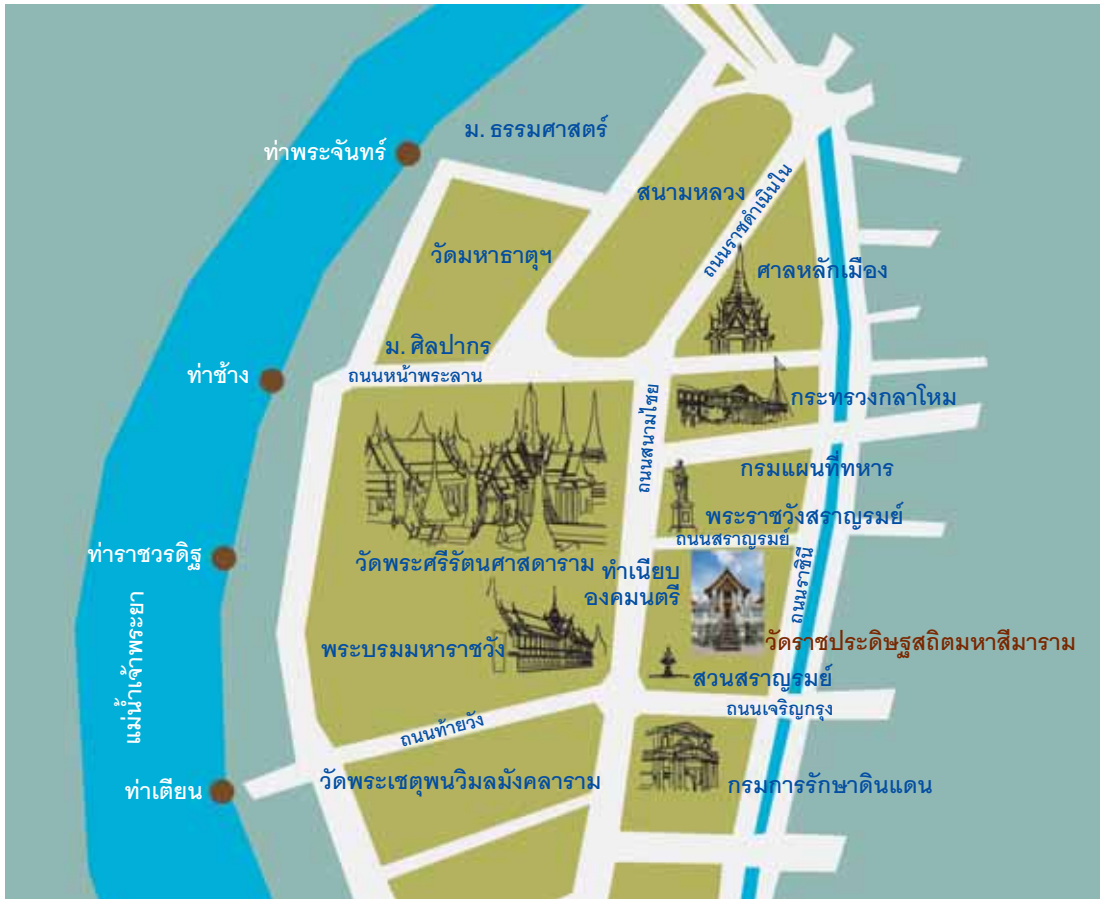 ม. ธรรมศาสตร์
ท่าพระจันทร์
สนามหลวง
ถนนราชดำเนินใน
วัดมหาธาตุฯ
ศาลหลักเมือง
ม. ศิลปากร
ท่าช้าง
ถนนหน้าพระลาน
กระทรวงกลาโหม
ถนนสนามไชย
กรมแผนที่ทหาร
พระราชวังสราญรมย์
ถนนสราญรมย์
ท่าราชวรดิฐ
วัดพระศรีรัตนศาสดาราม
ทำเนียบ
องคมนตรี
ถนนราชินี
วัดราชประดิษฐสถิตมหาสีมาราม
พระบรมมหาราชวัง
สวนสราญรมย์
แม่น้ำเจ้าพระยา
ถนนเจริญกรุง
ถนนท้ายวัง
ท่าเตียน
วัดพระเชตุพนวิมลมังคลาราม
กรมการรักษาดินแดน